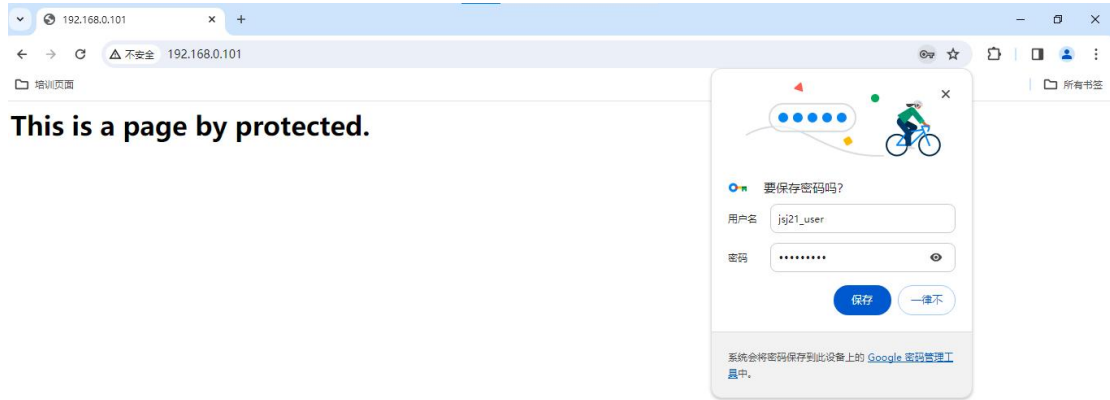 192.168.0.101
不安全 192.168.0.101
培训页面
所有书签
This is a page by protected.
要保存密码吗?
用户名 jsj21_user
密码 •••••••••
保存 一律不
系统会将密码保存到此设备上的 Google 密码管理工
具中。